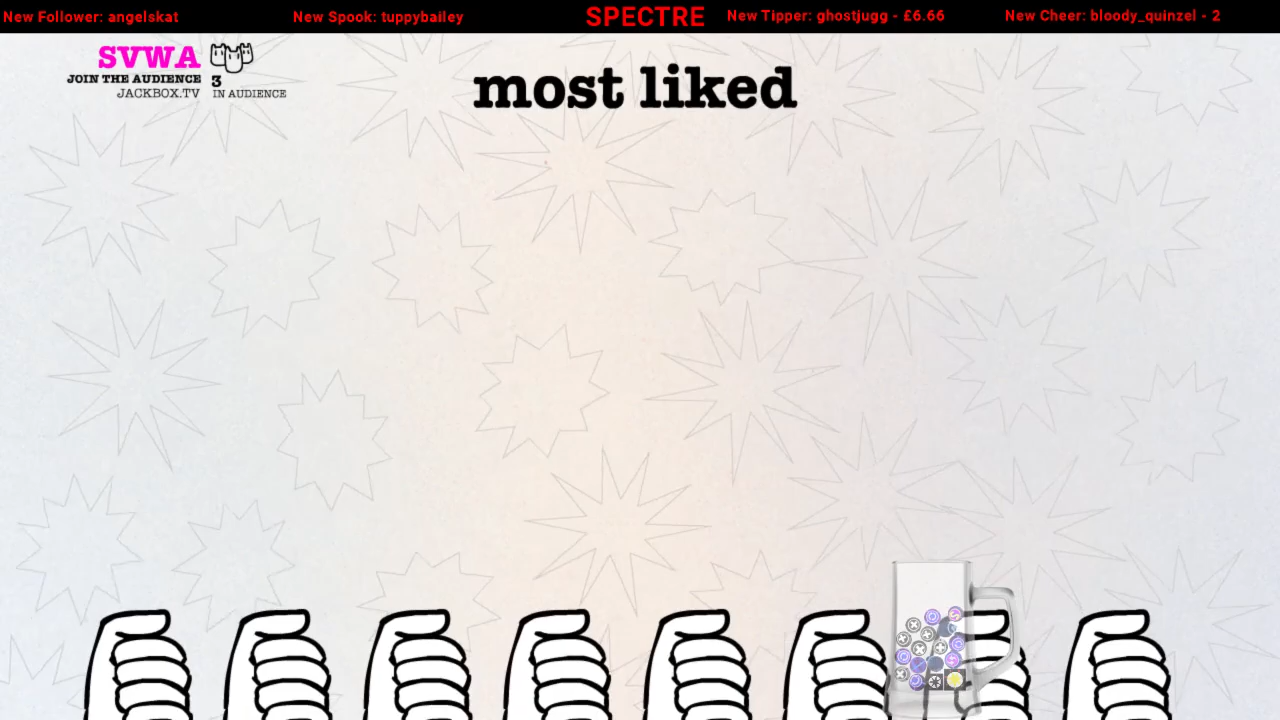 New Follower: angelskat
New Spook: tuppybailey
SPECTRE
New Tipper: ghostjugg - £6.66
New Cheer: bloody_quinzel - 2
SVWA
JOIN THE AUDIENCE
JACKBOX.TV
3
IN AUDIENCE
most liked